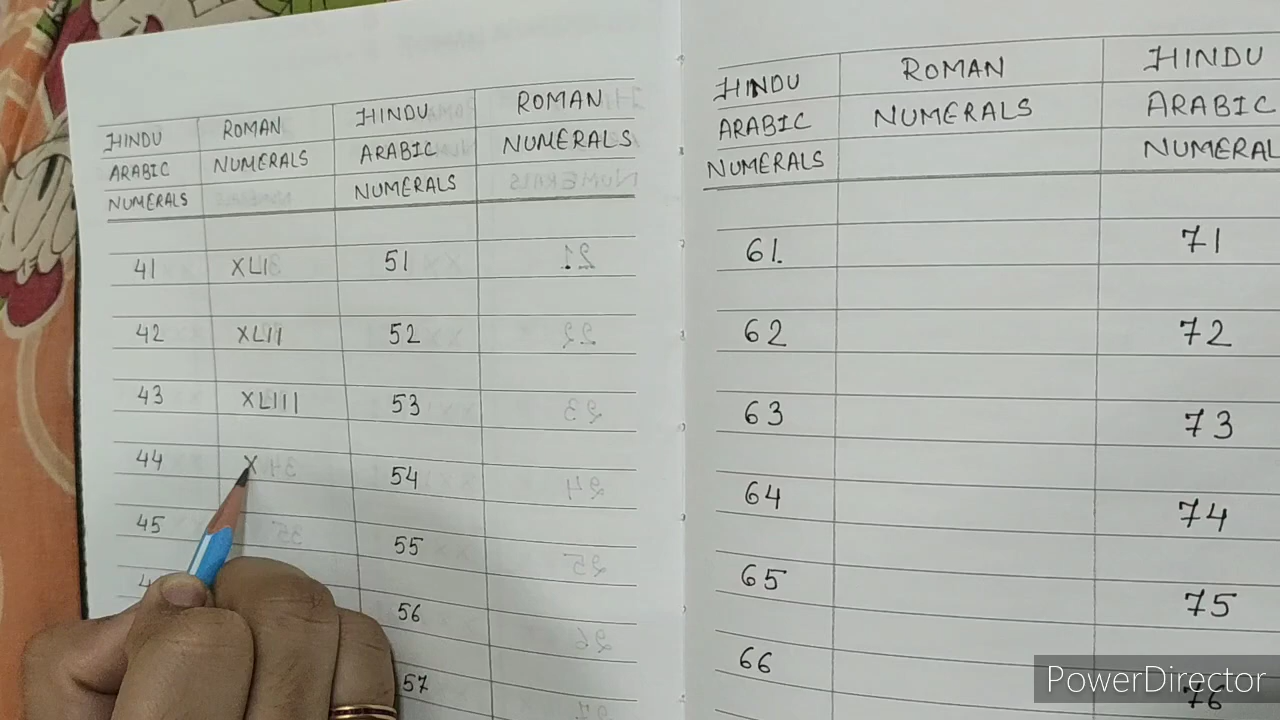 HINDU ROMAN HINDU ROMAN
ARABIC NUMERALS ARABIC NUMERALS
NUMERALS NUMERALS
41 XLI 51
42 XLII 52
43 XLIII 53
44 X 54
45 55
4 56
57
HINDU ROMAN HINDU
ARABIC NUMERALS ARABIC
NUMERALS NUMERAL
61. 71
62 72
63 73
64 74
65 75
66 76
PowerDirector